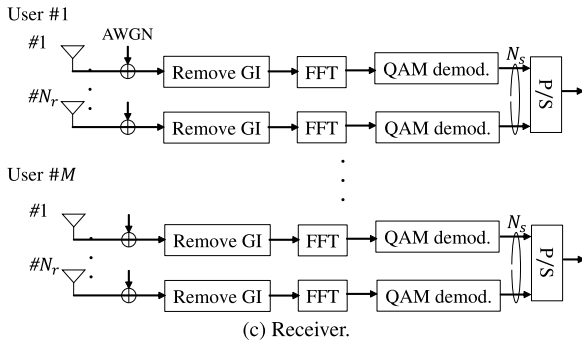 User #1
#1
AWGN
Remove GI
FFT
QAM demod.
N_s
P/S
#N_r
Remove GI
FFT
QAM demod.
User #M
#1
Remove GI
FFT
QAM demod.
N_s
P/S
#N_r
Remove GI
FFT
QAM demod.
(c) Receiver.